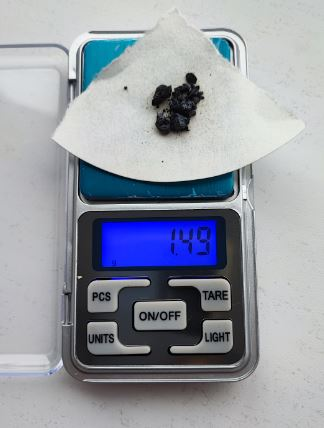 1.49
g
PCS
TARE
ON/OFF
UNITS
LIGHT